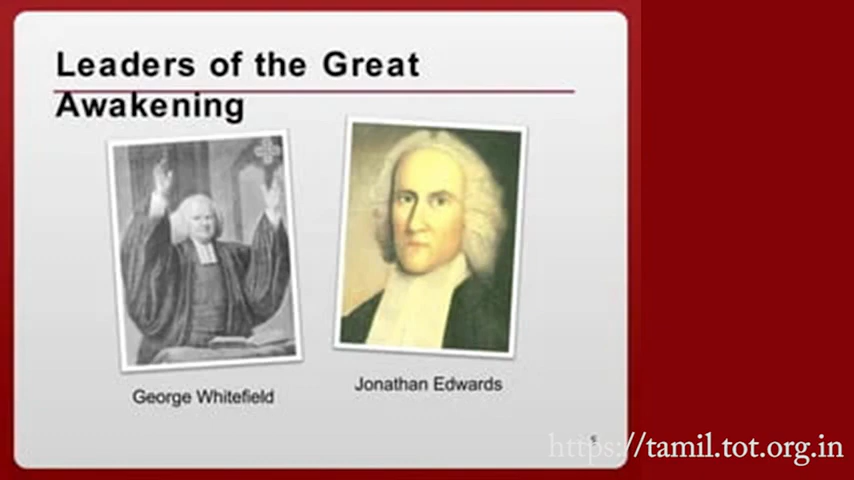 Leaders of the Great
Awakening
George Whitefield
Jonathan Edwards
https://tamil.tot.org.in